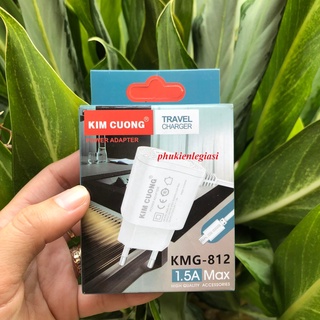 KIM CUONG®
POWER ADAPTER
TRAVEL
CHARGER
phukienlegiasi
KIM CUONG
KMG-812
1.5A Max
HIGH QUALITY ACCESSORIES